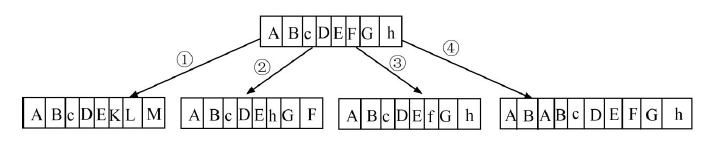 A B c D E F G h
① ② ③ ④
A B c D E K L M
A B c D E h G F
A B c D E f G h
A B A B c D E F G h